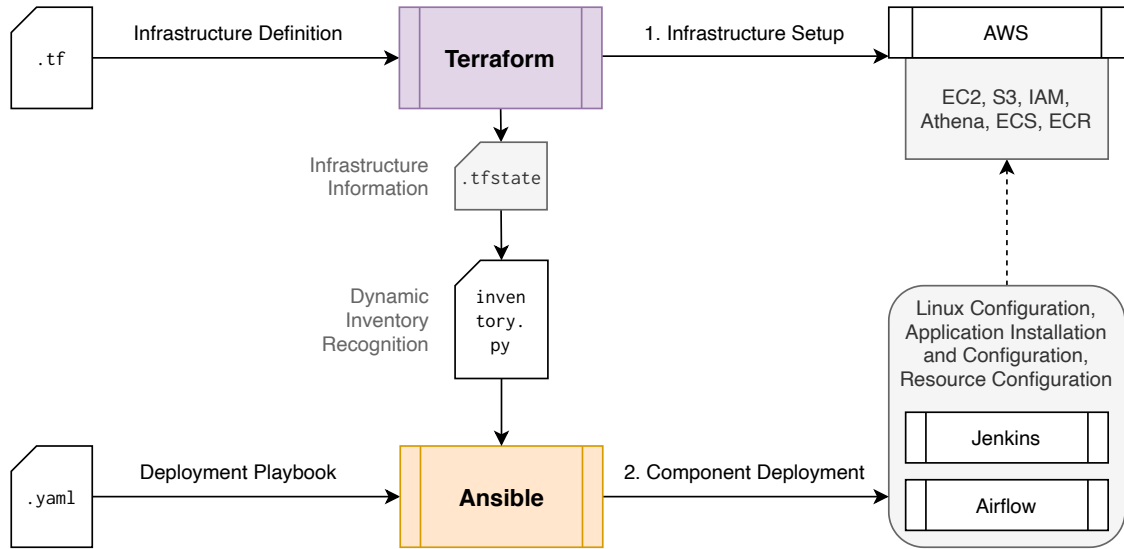 .tf
Infrastructure Definition
Terraform
1. Infrastructure Setup
AWS
EC2, S3, IAM,
Athena, ECS, ECR
Infrastructure
Information
.tfstate
Dynamic
Inventory
Recognition
inven
tory.
py
Linux Configuration,
Application Installation
and Configuration,
Resource Configuration
Jenkins
Airflow
.yaml
Deployment Playbook
Ansible
2. Component Deployment